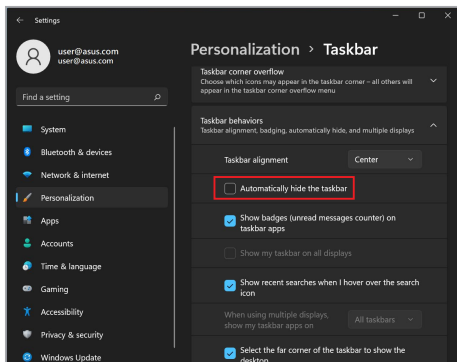 Settings
user@asus.com
user@asus.com
Find a setting
System
Bluetooth & devices
Network & internet
Personalization
Apps
Accounts
Time & language
Gaming
Accessibility
Privacy & security
Windows Update
Personalization > Taskbar
Taskbar corner overflow
Choose which icons may appear in the taskbar corner – all others will
appear in the taskbar corner overflow menu
Taskbar behaviors
Taskbar alignment, badging, automatically hide, and multiple displays
Taskbar alignment Center
Automatically hide the taskbar
Show badges (unread messages counter) on
taskbar apps
Show my taskbar on all displays
Show recent searches when I hover over the search
icon
When using multiple displays, All taskbars
show my taskbar apps on
Select the far corner of the taskbar to show the
desktop